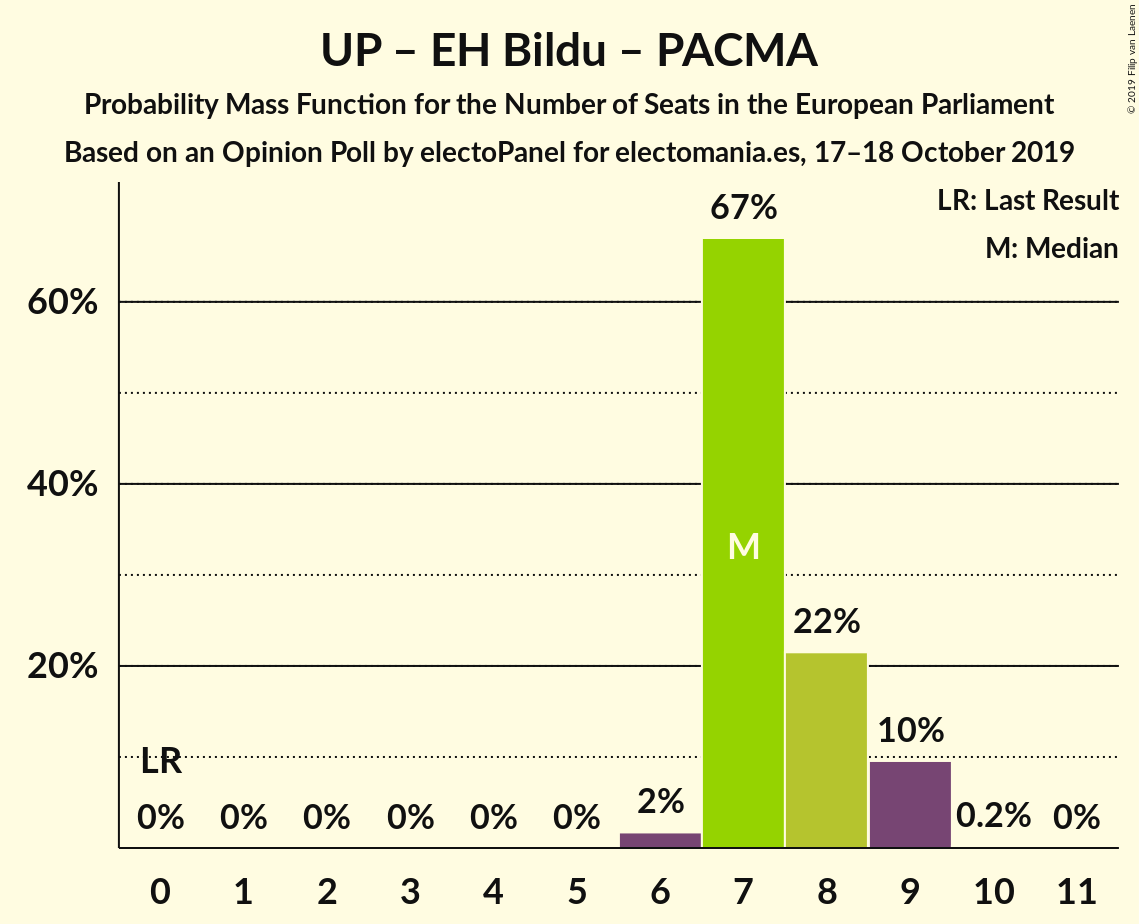 UP – EH Bildu – PACMA
Probability Mass Function for the Number of Seats in the European Parliament
Based on an Opinion Poll by electoPanel for electomania.es, 17–18 October 2019
© 2019 Filip van Laenen
LR: Last Result
M: Median
67%
60%
40%
M
22%
20%
10%
LR
0% 0% 0% 0% 0% 0% 2% 0.2% 0%
0 1 2 3 4 5 6 7 8 9 10 11